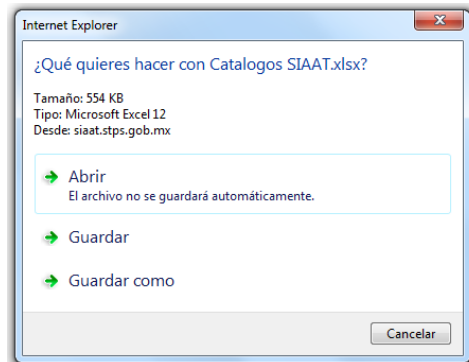 Internet Explorer
x
¿Qué quieres hacer con Catalogos SIAAT.xlsx?
Tamaño: 554 KB
Tipo: Microsoft Excel 12
Desde: siaat.stps.gob.mx
Abrir
El archivo no se guardará automáticamente.
Guardar
Guardar como
Cancelar